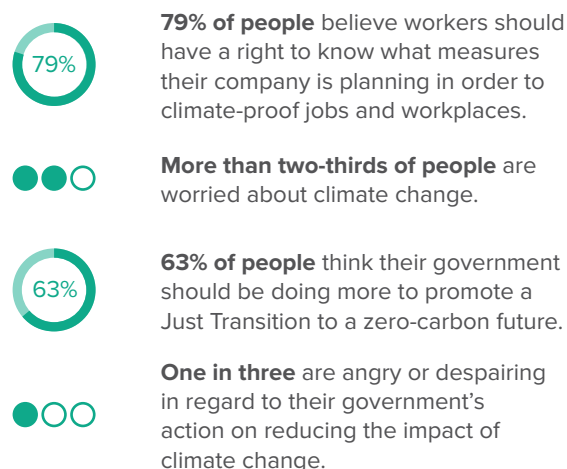 79%
79% of people believe workers should
have a right to know what measures
their company is planning in order to
climate-proof jobs and workplaces.
More than two-thirds of people are
worried about climate change.
63%
63% of people think their government
should be doing more to promote a
Just Transition to a zero-carbon future.
One in three are angry or despairing
in regard to their government’s
action on reducing the impact of
climate change.